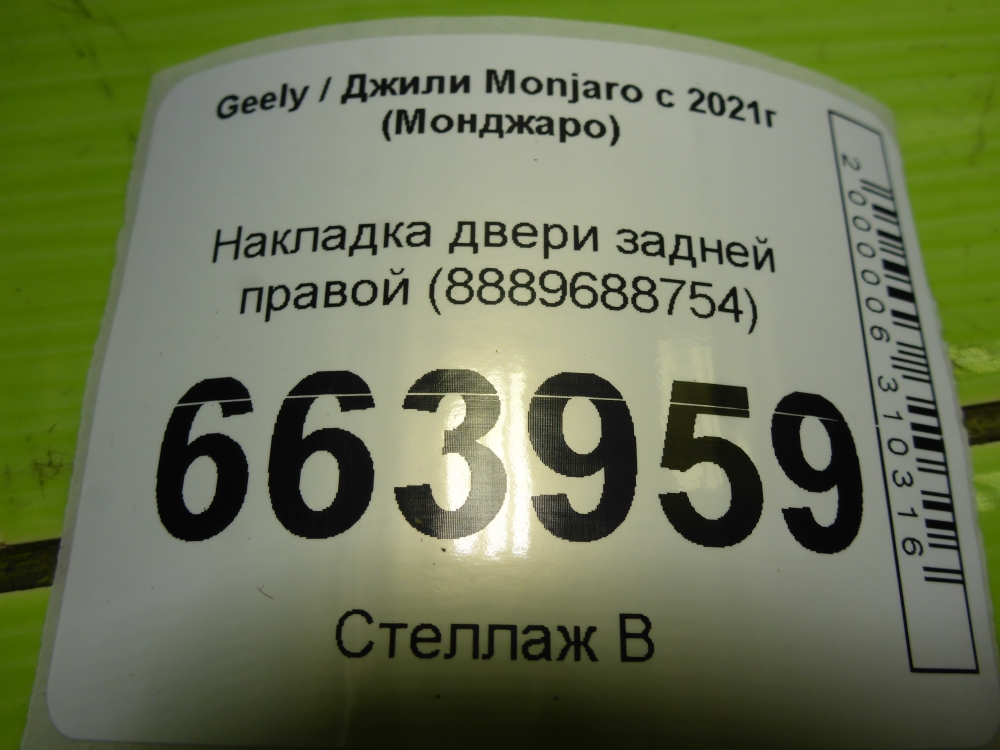 Geely / Джили Monjaro с 2021г
(Монджаро)
Накладка двери задней
правой (8889688754)
663959
Стеллаж В
2000006310316